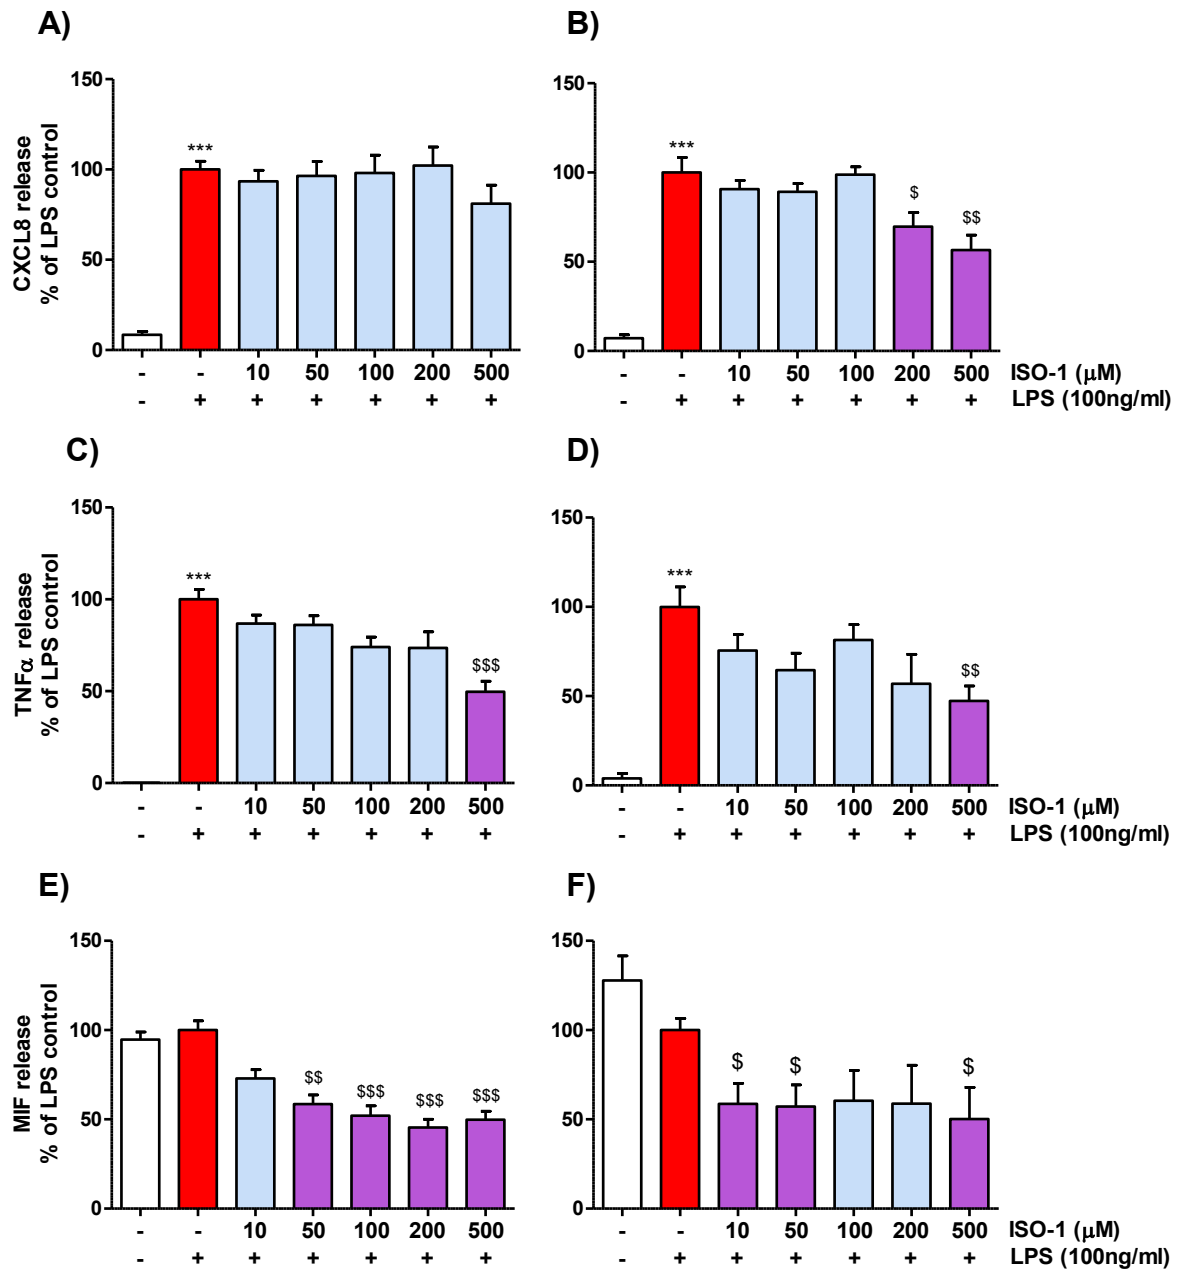 A)
B)
CXCL8 release
% of LPS control
150
100
50
0
***
- - 10 50 100 200 500
- + + + + + +
150
100
50
0
***
$
$$
- - 10 50 100 200 500 ISO-1 (μM)
- + + + + + + LPS (100ng/ml)
C)
D)
TNFα release
% of LPS control
150
100
50
0
***
$$$
- - 10 50 100 200 500
- + + + + + +
150
100
50
0
***
$$
- - 10 50 100 200 500 ISO-1 (μM)
- + + + + + + LPS (100ng/ml)
E)
F)
MIF release
% of LPS control
150
100
50
0
$$
$$$
$$$
$$$
- - 10 50 100 200 500
- + + + + + +
150
100
50
0
$
$
$
- - 10 50 100 200 500 ISO-1 (μM)
- + + + + + + LPS (100ng/ml)